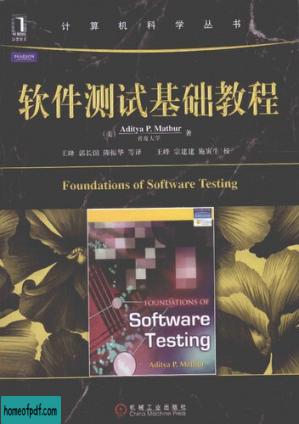 计算机科学丛书
PEARSON
软件测试基础教程
(美) Aditya P. Mathur 著
普度大学
王峰 郭长国 陈振华 等译 王峰 宗建建 施寅生 校
Foundations of Software Testing
FOUNDATIONS OF
Software
Testing
Aditya P. Mathur
机械工业出版社
China Machine Press
homeofpdf.com
homeofpdf.com